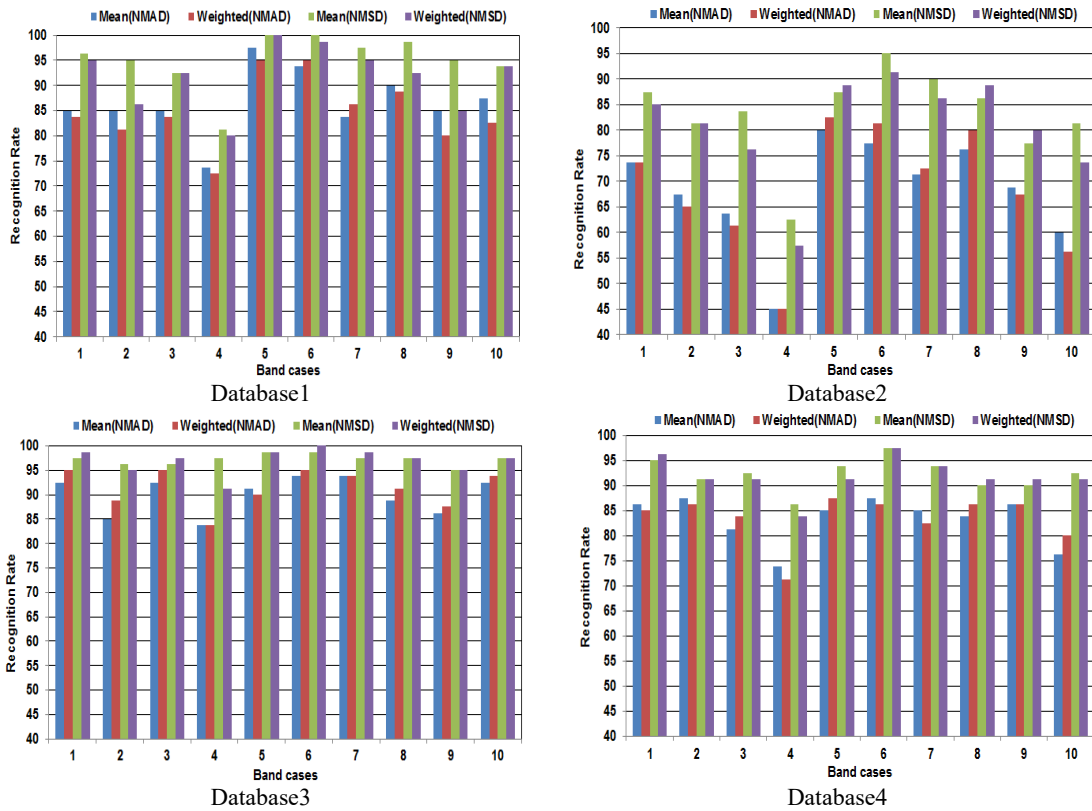 Mean(NMAD) Weighted(NMAD) Mean(NMSD) Weighted(NMSD)
Recognition Rate
100
95
90
85
80
75
70
65
60
55
50
45
40
1 2 3 4 5 6 7 8 9 10
Band cases
Database1
Mean(NMAD) Weighted(NMAD) Mean(NMSD) Weighted(NMSD)
Recognition Rate
100
95
90
85
80
75
70
65
60
55
50
45
40
1 2 3 4 5 6 7 8 9 10
Band cases
Database2
Mean(NMAD) Weighted(NMAD) Mean(NMSD) Weighted(NMSD)
Recognition Rate
100
95
90
85
80
75
70
65
60
55
50
45
40
1 2 3 4 5 6 7 8 9 10
Band cases
Database3
Mean(NMAD) Weighted(NMAD) Mean(NMSD) Weighted(NMSD)
Recognition Rate
100
95
90
85
80
75
70
65
60
55
50
45
40
1 2 3 4 5 6 7 8 9 10
Band cases
Database4